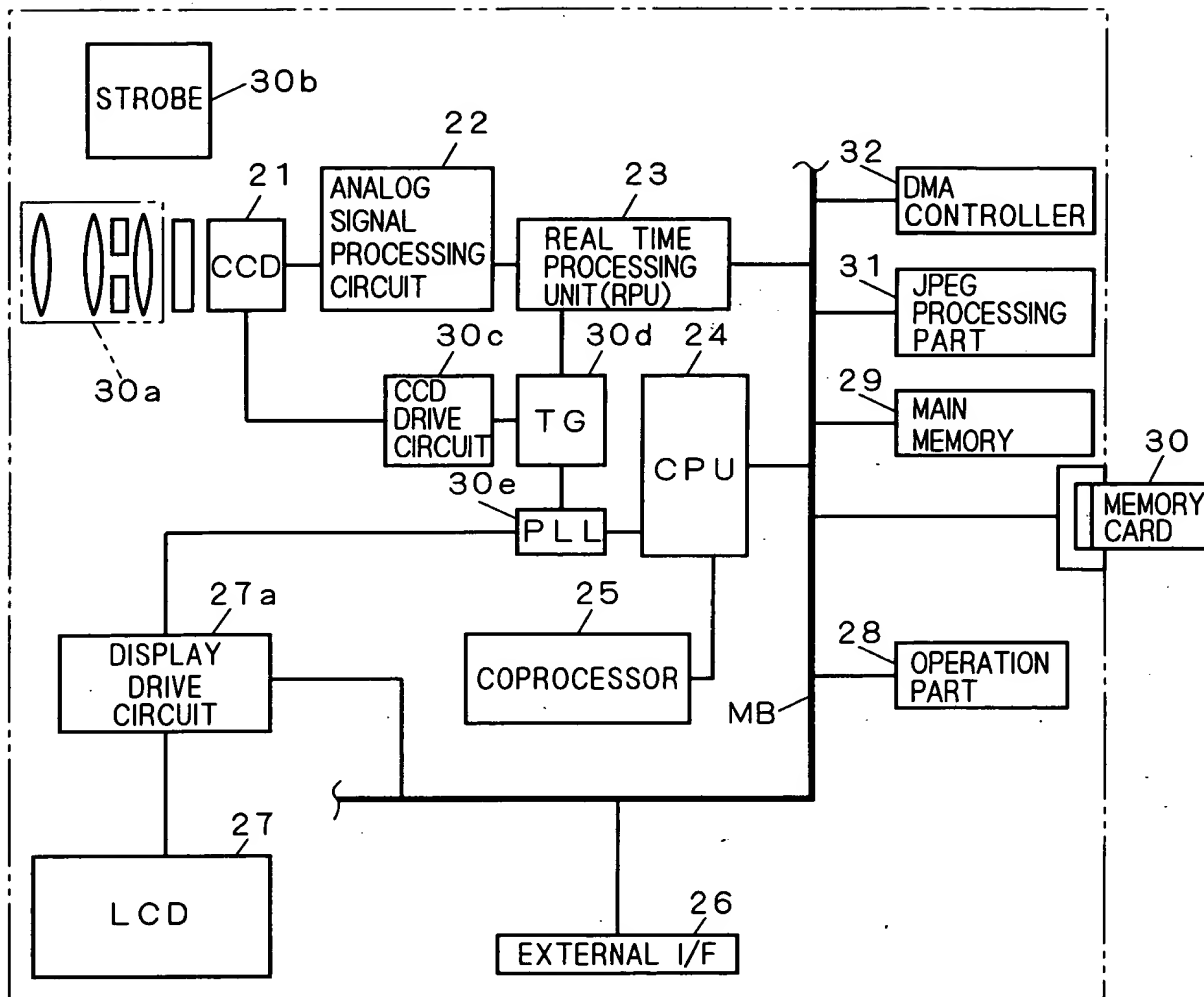 STROBE
30b
21
22
23
32
ANALOG
SIGNAL
PROCESSING
CIRCUIT
DMA
CONTROLLER
CCD
REAL TIME
PROCESSING
UNIT(RPU)
31
JPEG
PROCESSING
PART
30a
30c
30d
24
CCD
DRIVE
CIRCUIT
TG
CPU
29
MAIN
MEMORY
30
MEMORY
CARD
30e
PLL
27a
DISPLAY
DRIVE
CIRCUIT
25
COPROCESSOR
28
OPERATION
PART
MB
27
LCD
26
EXTERNAL I/F